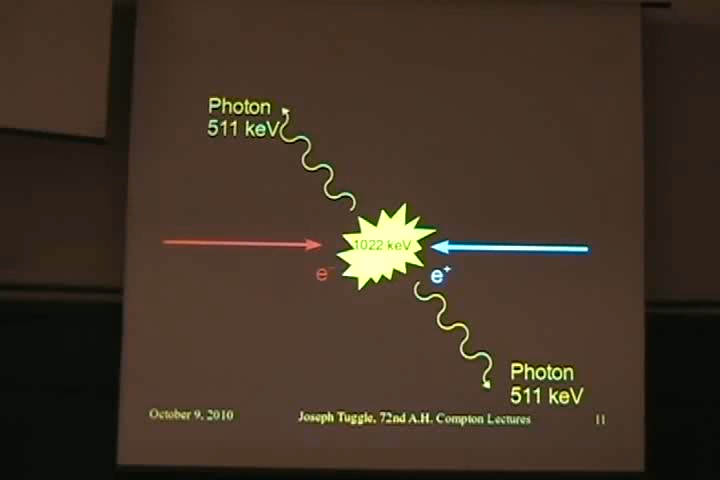 Photon
511 keV
1022 keV
e⁻
e⁺
Photon
511 keV
October 9, 2010
Joseph Tuggle, 72nd A.H. Compton Lectures
11